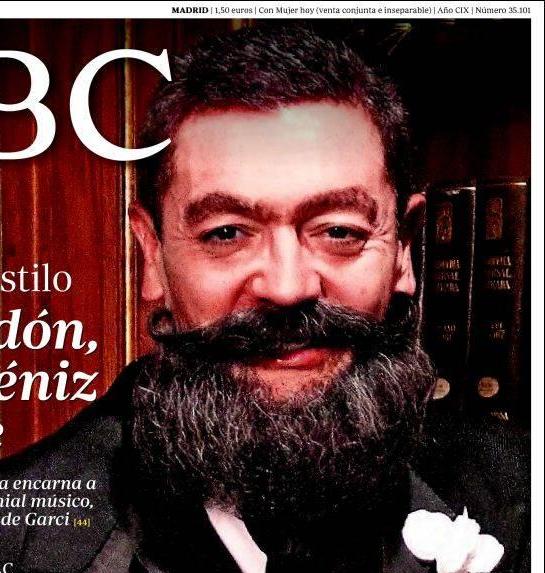 MADRID | 1,50 euros | Con Mujer hoy (venta conjunta e inseparable) | Año CIX | Número 35.101
BC
stilo
dón,
éniz
?
a encarna a
nial músico,
de Garci [44]